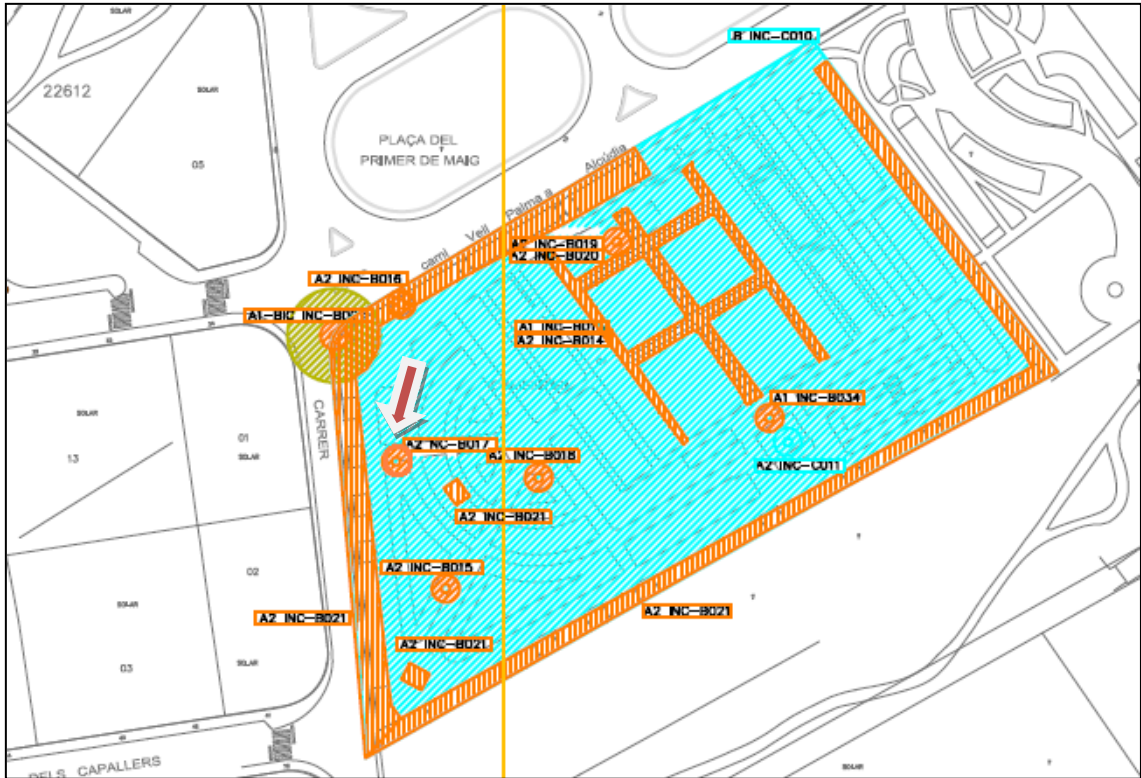 SOLAR
B INC-C010
22612
SOLAR
05
PLAÇA DEL
PRIMER DE MAIG
camí Vell Palma a Alcúdia
A2 INC-B019
A2 INC-B020
A2 INC-B016
A1-BIC INC-B0
A1 INC-B01
A2 INC-B014
SOLAR
13
CARRER
01
SOLAR
A1 INC-B034
A2 INC-B017
A2 INC-B018
A2 INC-C011
A2 INC-B021
A2 INC-B015
02
SOLAR
A2 INC-B021
A2 INC-B021
A2 INC-B021
03
SOLAR
DELS CAPALLERS
SOLAR
SOLAR